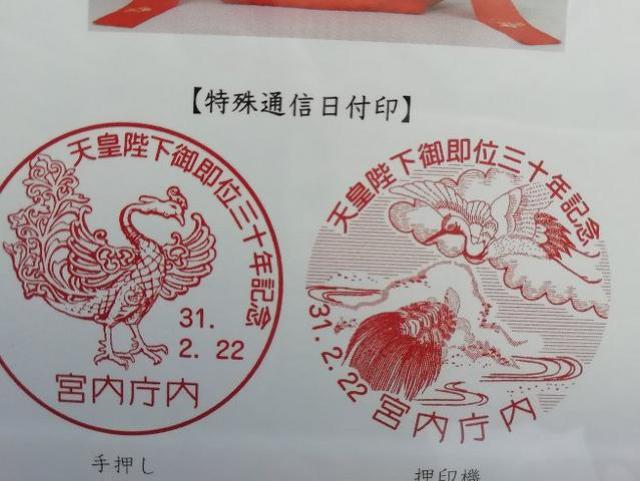 【特殊通信日付印】
天皇陛下御即位三十年記念
31.
2. 22
宮内庁内
天皇陛下御即位三十年記念
31. 2. 22
宮内庁内
手押し
押印機